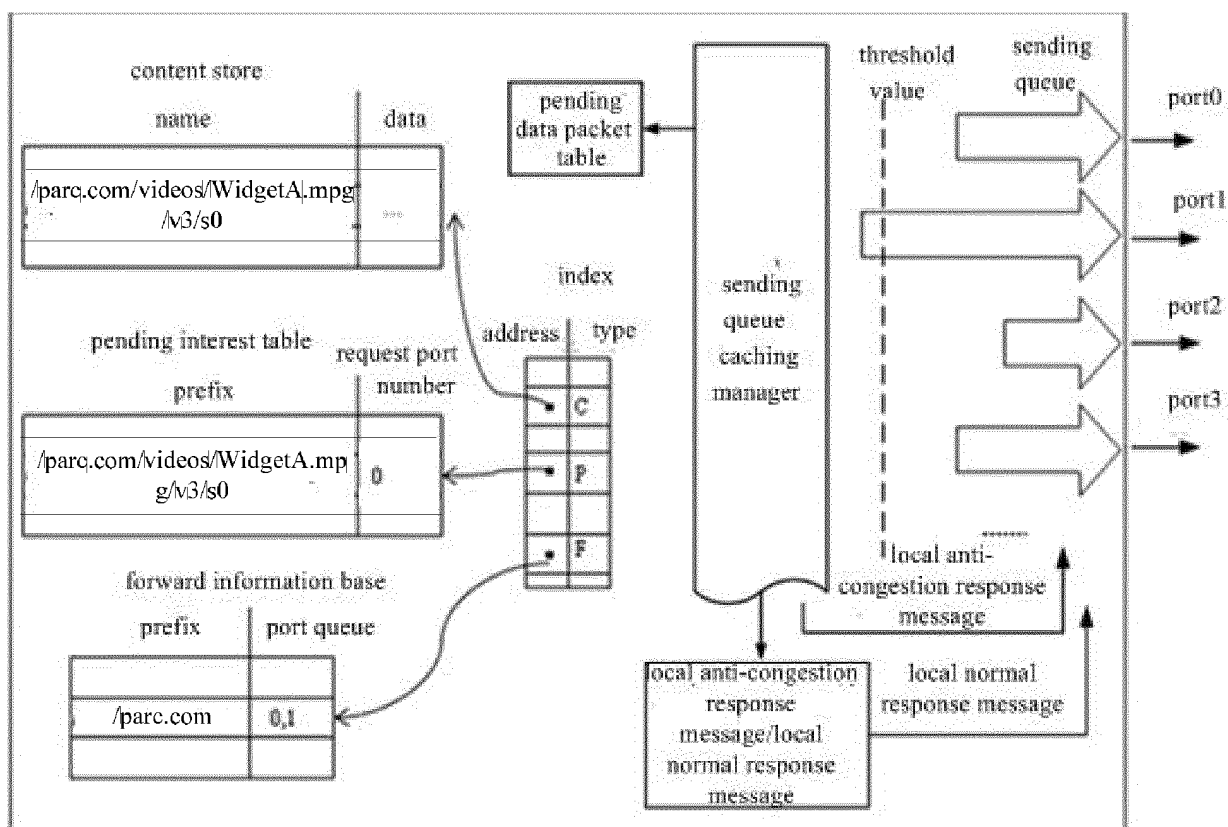 content store
name
data
/parq.com/videos/WidgetA.mpg
/v3/s0
...
pending interest table
prefix
request port
number
/parq.com/videos/WidgetA.mp
g/v3/s0
0
forward information base
prefix
port queue
/parc.com
0,1
index
address
type
C
P
F
pending
data packet
table
sending
queue
caching
manager
threshold
value
sending
queue
port0
port1
port2
port3
.......
local anti-
congestion response
message
local anti-congestion
response
message/local
normal response
message
local normal
response message